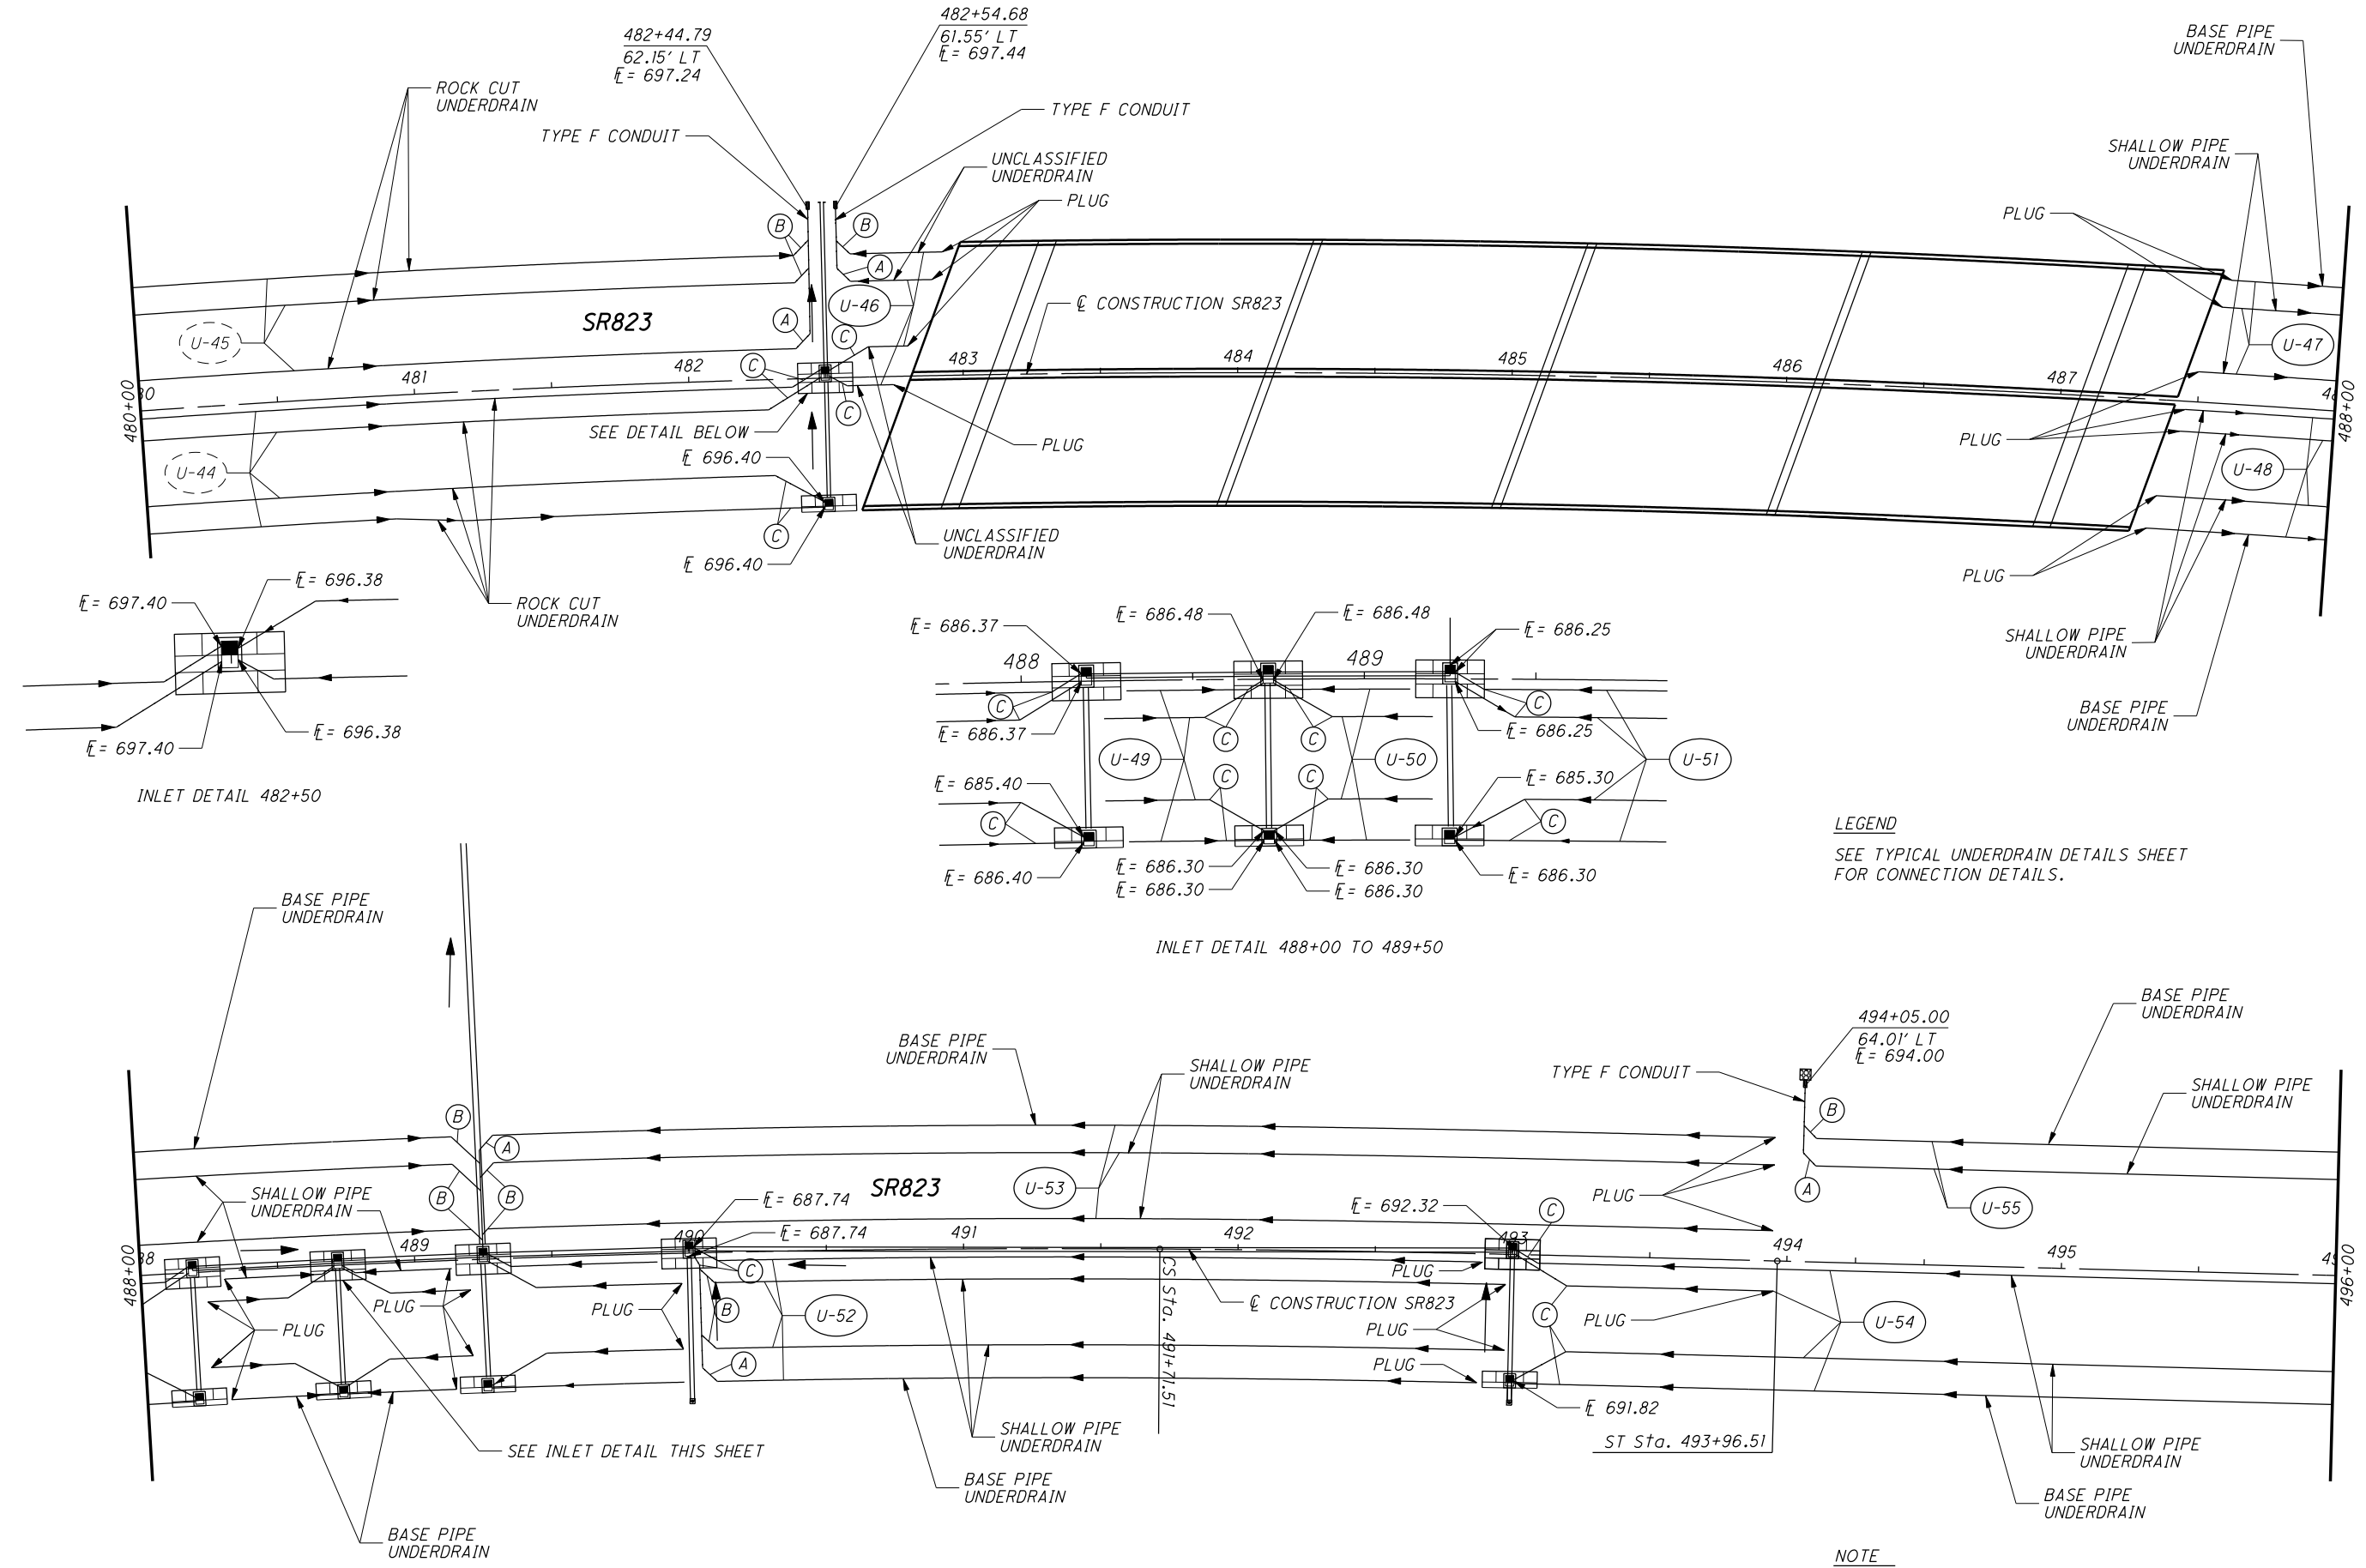 482+44.79
62.15' LT
℄= 697.24
482+54.68
61.55' LT
℄= 697.44
BASE PIPE
UNDERDRAIN
ROCK CUT
UNDERDRAIN
TYPE F CONDUIT
TYPE F CONDUIT
UNCLASSIFIED
UNDERDRAIN
PLUG
SHALLOW PIPE
UNDERDRAIN
PLUG
B
B
A
U-46
U-45
SR823
A
C
℄ CONSTRUCTION SR823
U-47
C
480+00
80
481
482
483
484
485
486
487
48
488+00
C
SEE DETAIL BELOW
PLUG
PLUG
U-44
℄ 696.40
U-48
C
UNCLASSIFIED
UNDERDRAIN
℄ 696.40
PLUG
ROCK CUT
UNDERDRAIN
SHALLOW PIPE
UNDERDRAIN
BASE PIPE
UNDERDRAIN
℄= 696.38
℄= 697.40
℄= 696.38
℄= 697.40
INLET DETAIL 482+50
℄= 686.37
℄= 686.48
℄= 686.48
℄= 686.25
488
489
C
C
℄= 686.37
C
C
℄= 686.25
U-49
U-50
U-51
℄= 685.40
C
C
℄= 685.30
C
C
℄= 686.30
℄= 686.30
℄= 686.40
℄= 686.30
℄= 686.30
℄= 686.30
INLET DETAIL 488+00 TO 489+50
LEGEND
SEE TYPICAL UNDERDRAIN DETAILS SHEET
FOR CONNECTION DETAILS.
BASE PIPE
UNDERDRAIN
BASE PIPE
UNDERDRAIN
SHALLOW PIPE
UNDERDRAIN
494+05.00
64.01' LT
℄= 694.00
BASE PIPE
UNDERDRAIN
TYPE F CONDUIT
SHALLOW PIPE
UNDERDRAIN
B
A
B
SHALLOW PIPE
UNDERDRAIN
B
B
℄= 687.74
SR823
U-53
℄= 692.32
C
PLUG
A
U-55
℄= 687.74
488+00
88
489
490
491
492
493
494
495
49
496+00
C
PLUG
PLUG
PLUG
PLUG
B
U-52
CS Sta. 491+71.51
℄ CONSTRUCTION SR823
PLUG
C
PLUG
U-54
A
PLUG
℄ 691.82
SEE INLET DETAIL THIS SHEET
SHALLOW PIPE
UNDERDRAIN
ST Sta. 493+96.51
SHALLOW PIPE
UNDERDRAIN
BASE PIPE
UNDERDRAIN
BASE PIPE
UNDERDRAIN
BASE PIPE
UNDERDRAIN
NOTE